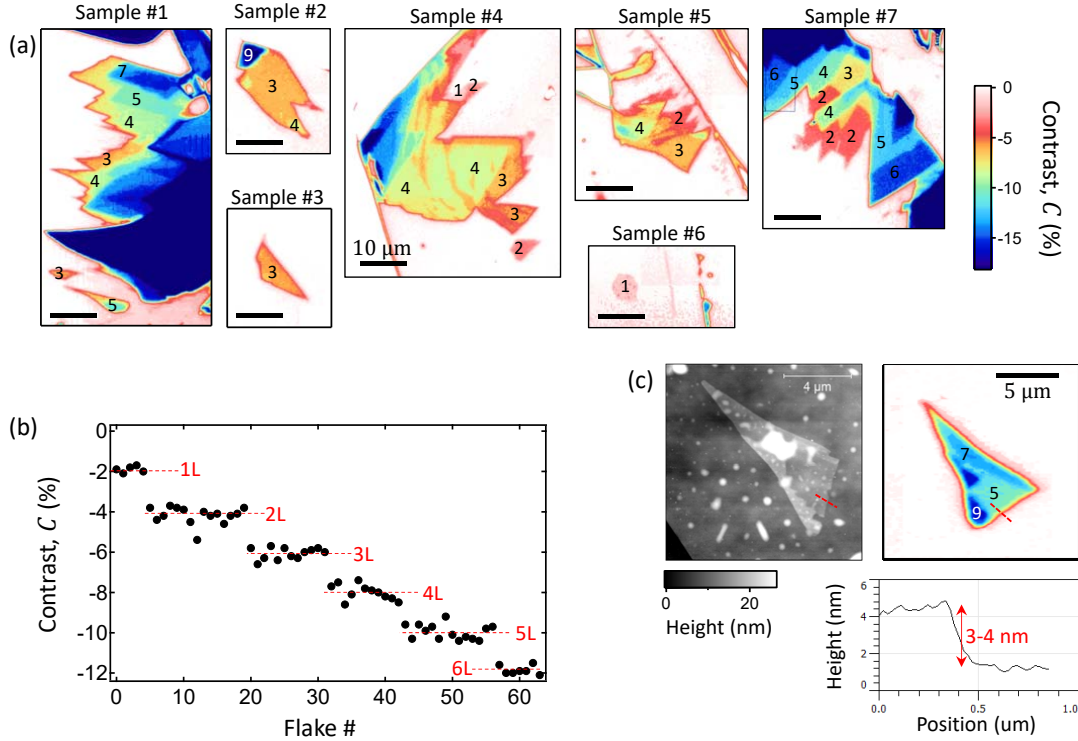 Sample #1
Sample #2
Sample #4
Sample #5
Sample #7
(a)
7
5
4
3
4
3
5
9
3
4
Sample #3
3
1
2
4
4
3
3
2
10 μm
2
2
4
3
Sample #6
1
6
5
4
3
2
4
2
2
5
6
0
-5
-10
-15
Contrast, C (%)
(b)
0
-2
-4
-6
-8
-10
-12
Contrast, C (%)
1L
2L
3L
4L
5L
6L
0
10
20
30
40
50
60
Flake #
(c)
4 μm
0
20
Height (nm)
5 μm
7
5
9
6
4
2
0
Height (nm)
3-4 nm
0.0
0.5
1.0
Position (um)